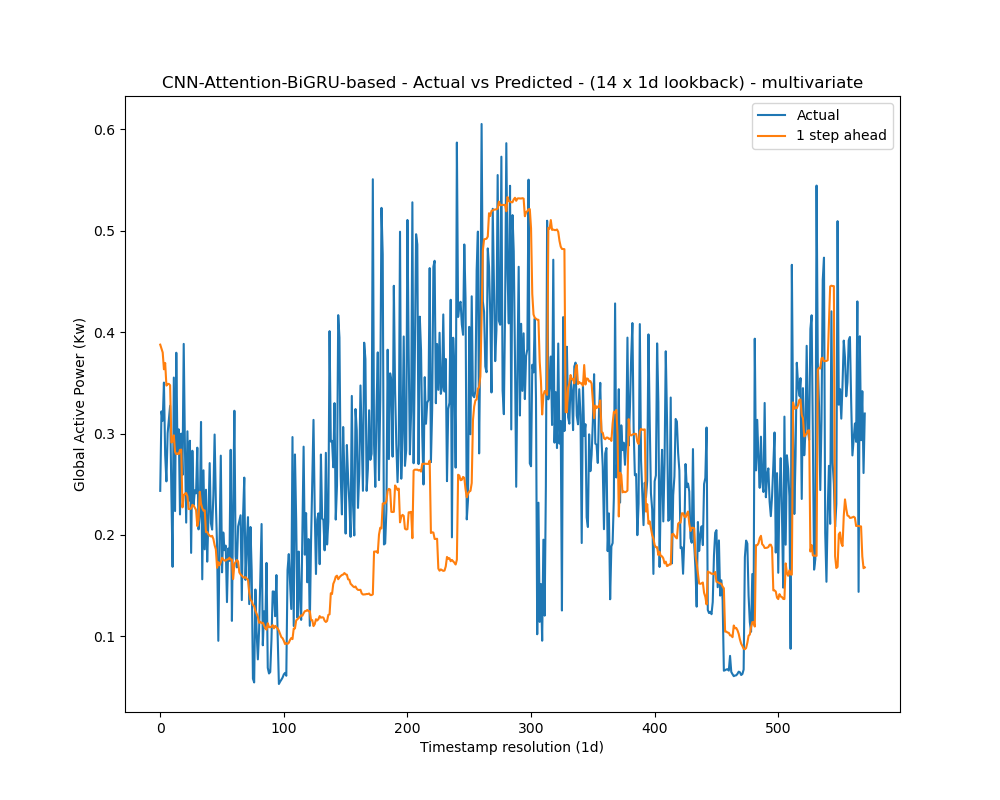 CNN-Attention-BiGRU-based - Actual vs Predicted - (14 x 1d lookback) - multivariate
Actual
1 step ahead
Global Active Power (Kw)
0.6
0.5
0.4
0.3
0.2
0.1
0 100 200 300 400 500
Timestamp resolution (1d)